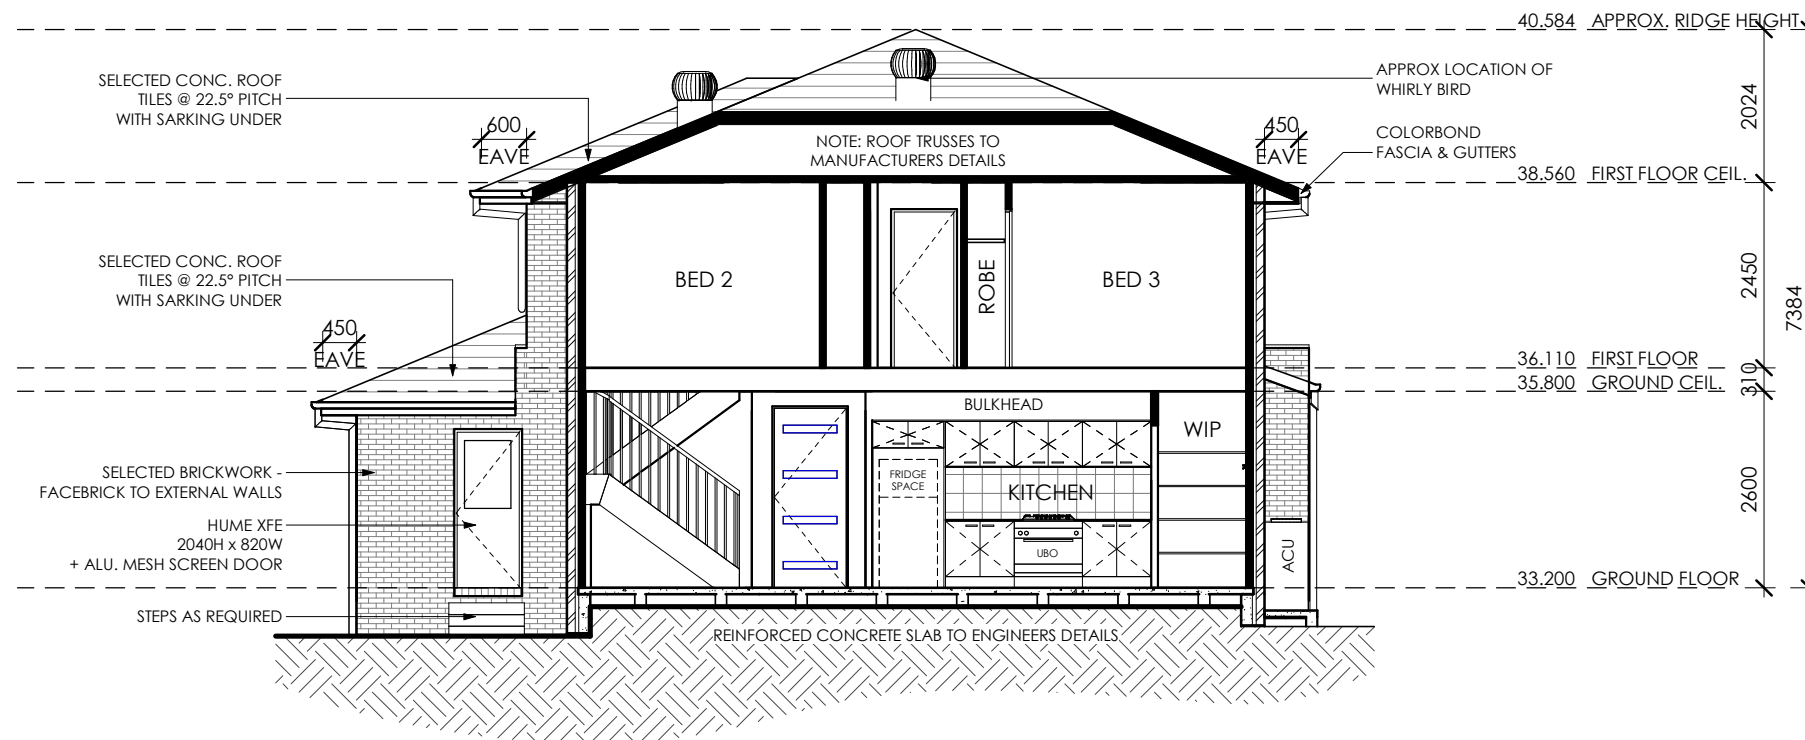 40.584 APPROX. RIDGE HEIGHT
SELECTED CONC. ROOF
TILES @ 22.5° PITCH
WITH SARKING UNDER
APPROX LOCATION OF
WHIRLY BIRD
2024
600
EAVE
NOTE: ROOF TRUSSES TO
MANUFACTURERS DETAILS
450
EAVE
COLORBOND
FASCIA & GUTTERS
38.560 FIRST FLOOR CEIL.
SELECTED CONC. ROOF
TILES @ 22.5° PITCH
WITH SARKING UNDER
BED 2
ROBE
BED 3
2450
7384
450
EAVE
36.110 FIRST FLOOR
310
35.800 GROUND CEIL.
BULKHEAD
WIP
SELECTED BRICKWORK -
FACEBRICK TO EXTERNAL WALLS
FRIDGE
SPACE
KITCHEN
2600
HUME XFE
2040H x 820W
+ ALU. MESH SCREEN DOOR
UBO
ACU
33.200 GROUND FLOOR
STEPS AS REQUIRED
REINFORCED CONCRETE SLAB TO ENGINEERS DETAILS